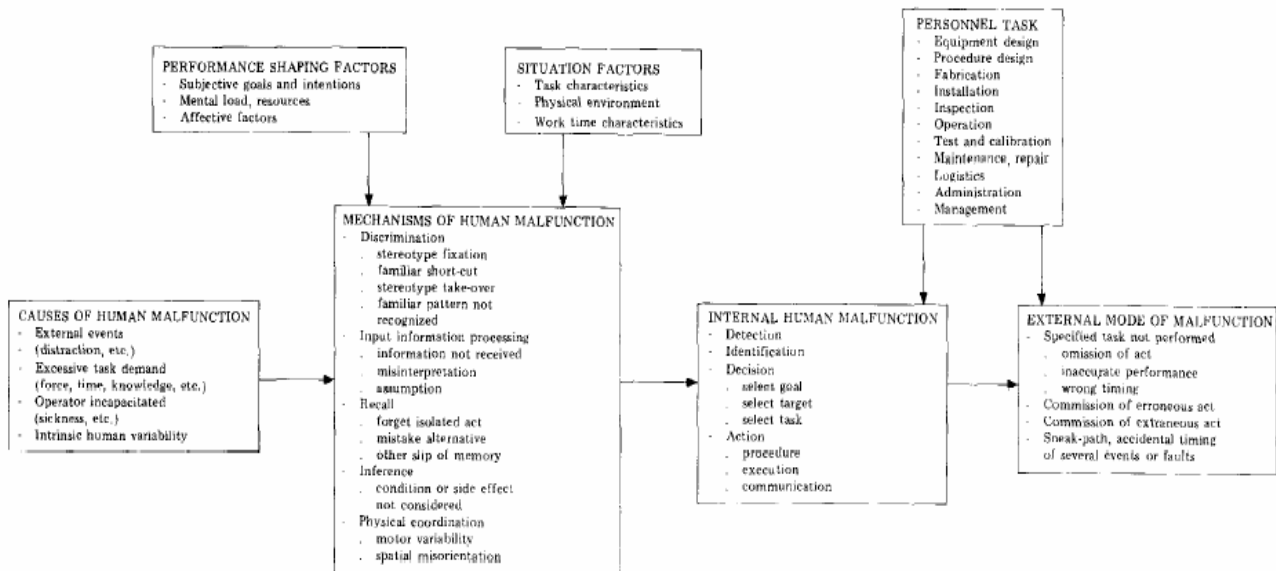 PERFORMANCE SHAPING FACTORS
- Subjective goals and intentions
- Mental load, resources
- Affective factors
SITUATION FACTORS
- Task characteristics
- Physical environment
- Work time characteristics
PERSONNEL TASK
- Equipment design
- Procedure design
- Fabrication
- Installation
- Inspection
- Operation
- Test and calibration
- Maintenance, repair
- Logistics
- Administration
- Management
CAUSES OF HUMAN MALFUNCTION
- External events
- (distraction, etc.)
- Excessive task demand
(force, time, knowledge, etc.)
- Operator incapacitated
(sickness, etc.)
- Intrinsic human variability
MECHANISMS OF HUMAN MALFUNCTION
- Discrimination
. stereotype fixation
. familiar short-cut
. stereotype take-over
. familiar pattern not
recognized
- Input information processing
. information not received
. misinterpretation
. assumption
- Recall
. forget isolated act
. mistake alternative
. other slip of memory
- Inference
. condition or side effect
not considered
- Physical coordination
. motor variability
. spatial misorientation
INTERNAL HUMAN MALFUNCTION
- Detection
- Identification
- Decision
. select goal
. select target
. select task
- Action
. procedure
. execution
. communication
EXTERNAL MODE OF MALFUNCTION
- Specified task not performed
. omission of act
. inaccurate performance
. wrong timing
- Commission of erroneous act
- Commission of extraneous act
- Sneak-path, accidental timing
of several events or faults